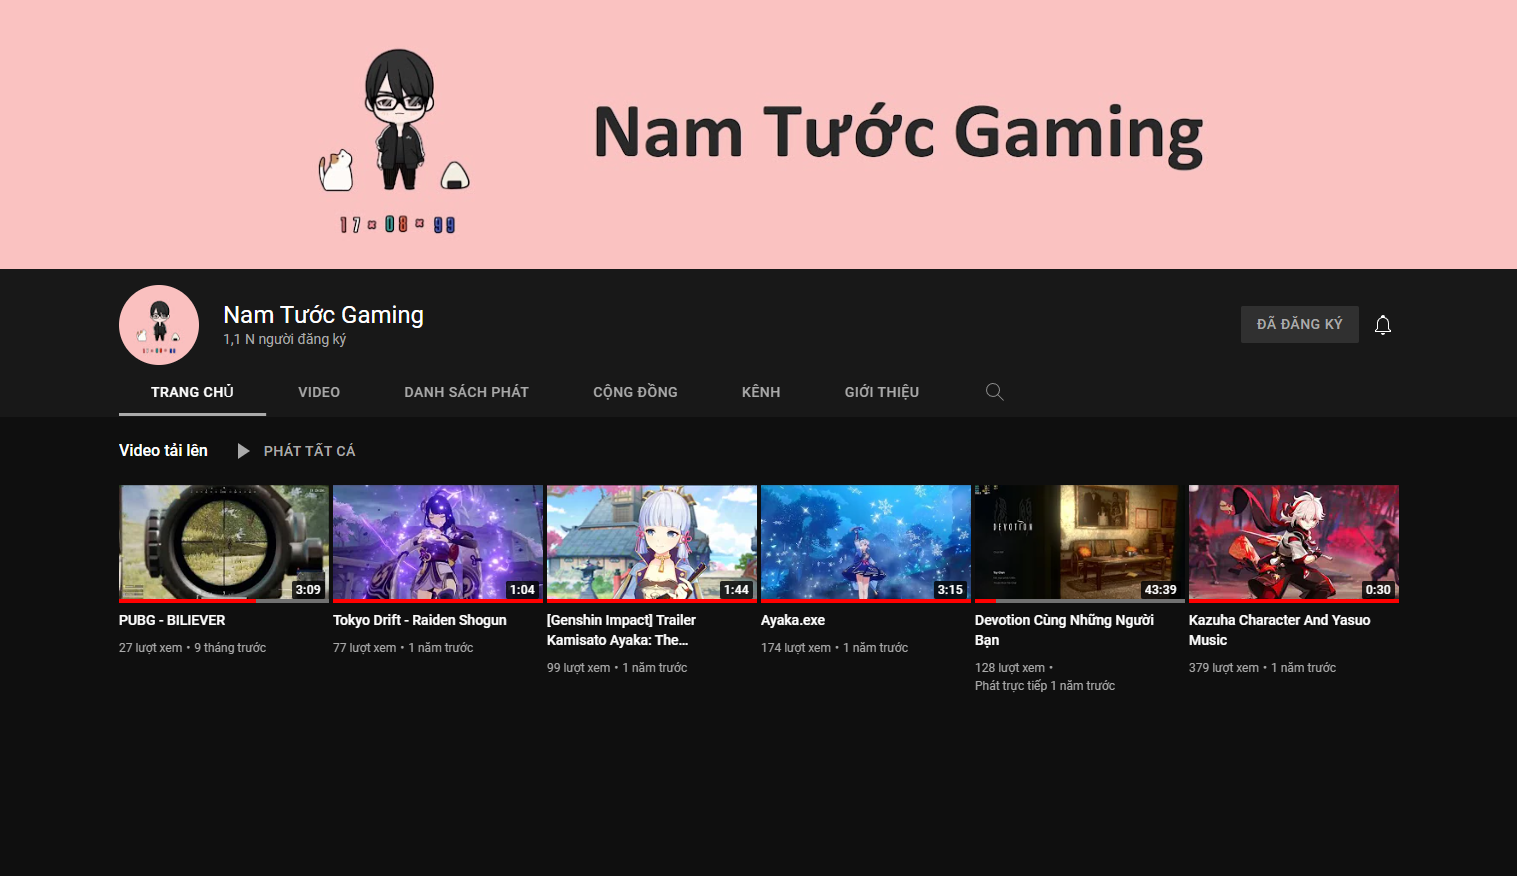 Nam Tước Gaming
17×08×99
Nam Tước Gaming
1,1 N người đăng ký
ĐÃ ĐĂNG KÝ
TRANG CHỦ
VIDEO
DANH SÁCH PHÁT
CỘNG ĐỒNG
KÊNH
GIỚI THIỆU
Video tải lên
PHÁT TẤT CẢ
3:09
PUBG - BILIEVER
27 lượt xem • 9 tháng trước
1:04
Tokyo Drift - Raiden Shogun
77 lượt xem • 1 năm trước
1:44
[Genshin Impact] Trailer
Kamisato Ayaka: The...
99 lượt xem • 1 năm trước
3:15
Ayaka.exe
174 lượt xem • 1 năm trước
DEVOTION
43:39
Devotion Cùng Những Người
Bạn
128 lượt xem •
Phát trực tiếp 1 năm trước
0:30
Kazuha Character And Yasuo
Music
379 lượt xem • 1 năm trước